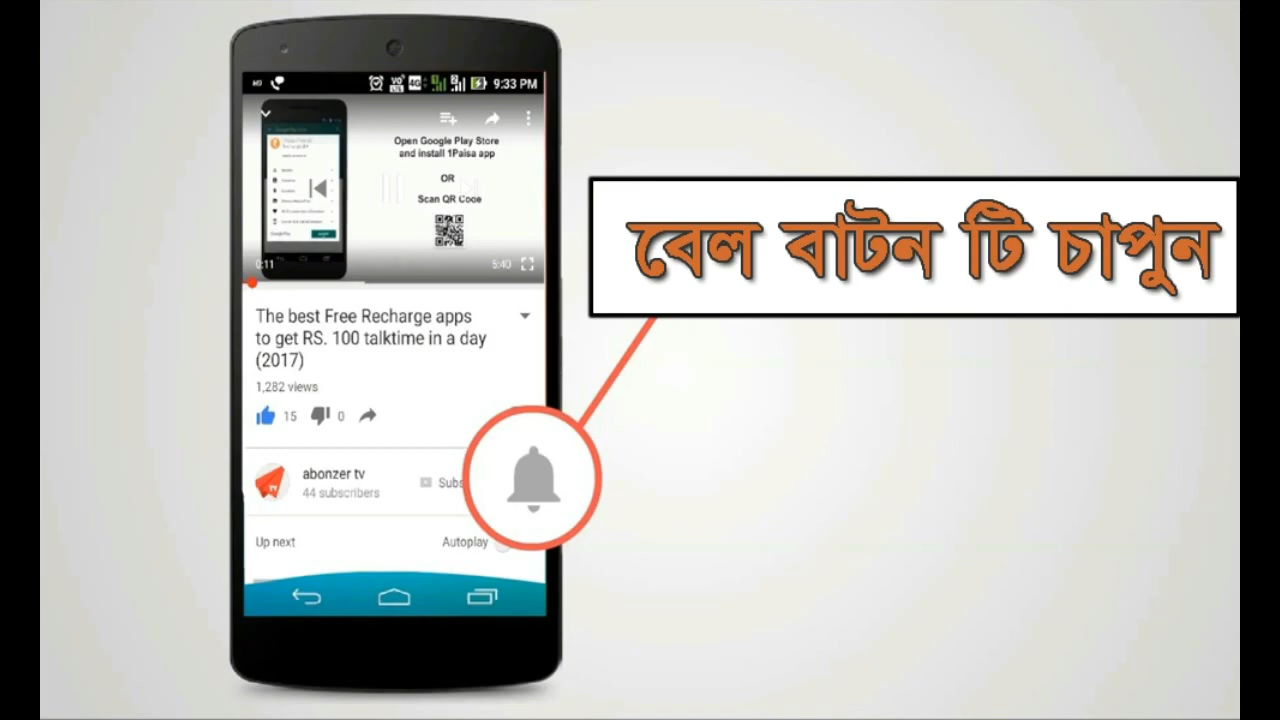 9:33 PM
Open Google Play Store
and install 1Paisa app
OR
Scan QR Code
0:11
5:40
The best Free Recharge apps
to get RS. 100 talktime in a day
(2017)
1,282 views
15 0
abonzer tv
44 subscribers
Up next
Autoplay
বেল বাটন টি চাপুন